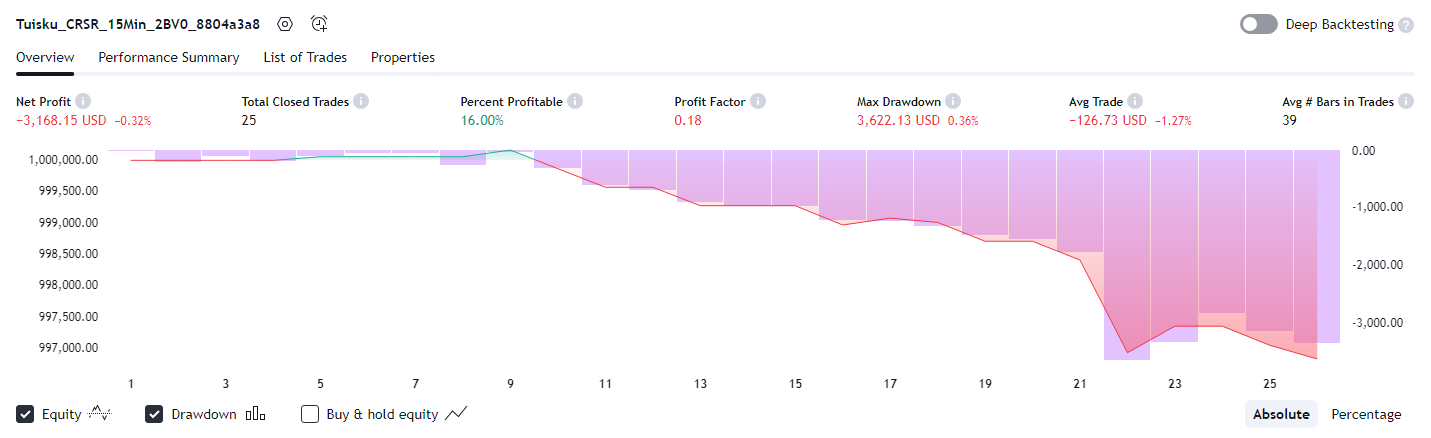 Tuisku_CRSR_15Min_2BV0_8804a3a8 Deep Backtesting ?
Overview Performance Summary List of Trades Properties
Net Profit i Total Closed Trades i Percent Profitable i Profit Factor i Max Drawdown i Avg Trade i Avg # Bars in Trades i
−3,168.15 USD −0.32% 25 16.00% 0.18 3,622.13 USD 0.36% −126.73 USD −1.27% 39
1,000,000.00 0.00
999,500.00
999,000.00 -1,000.00
998,500.00
998,000.00 -2,000.00
997,500.00 -3,000.00
997,000.00
1 3 5 7 9 11 13 15 17 19 21 23 25
Equity Drawdown Buy & hold equity Absolute Percentage